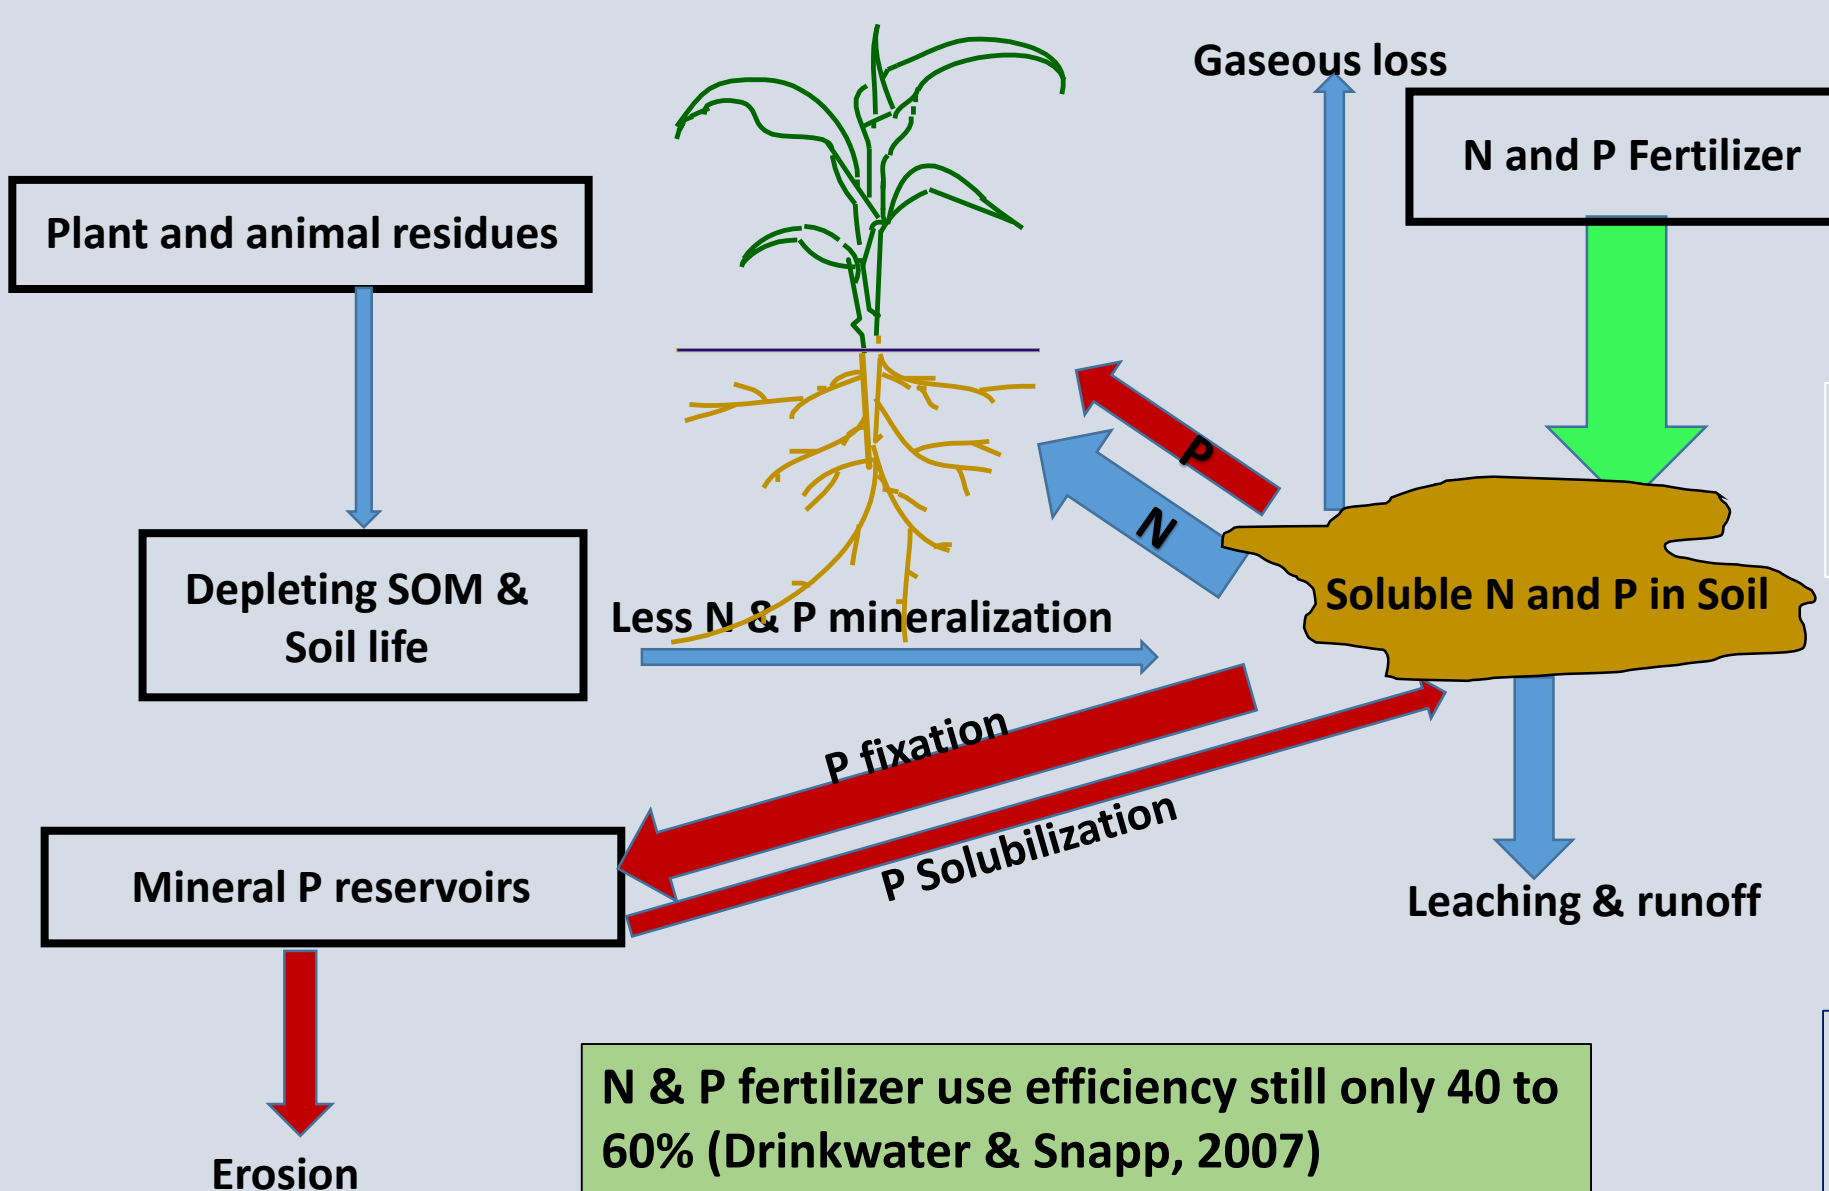 Gaseous loss
N and P Fertilizer
Plant and animal residues
P
N
Depleting SOM &
Soil life
Less N & P mineralization
Soluble N and P in Soil
P fixation
P Solubilization
Mineral P reservoirs
Leaching & runoff
Erosion
N & P fertilizer use efficiency still only 40 to
60% (Drinkwater & Snapp, 2007)